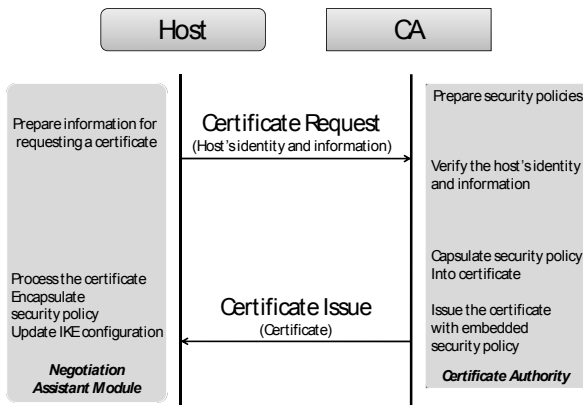 Host
CA
Prepare information for
requesting a certificate
Process the certificate
Encapsulate
security policy
Update IKE configuration
Negotiation
Assistant Module
Certificate Request
(Host's identity and information)
Certificate Issue
(Certificate)
Prepare security policies
Verify the host's identity
and information
Capsulate security policy
Into certificate
Issue the certificate
with embedded
security policy
Certificate Authority